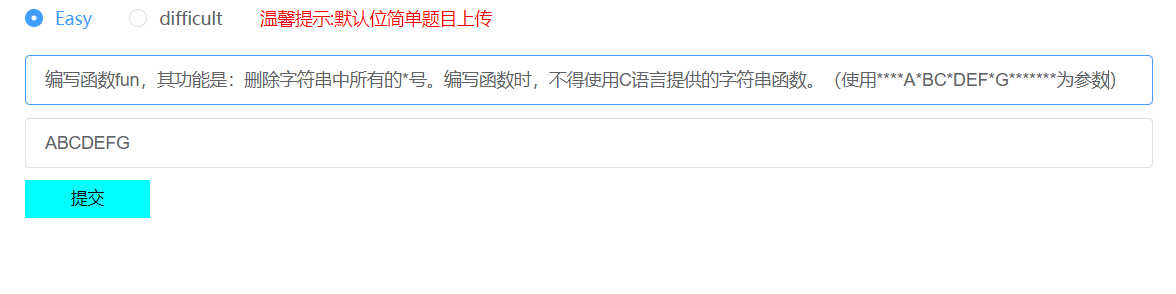 Easy difficult 温馨提示:默认位简单题目上传
编写函数fun，其功能是：删除字符串中所有的*号。编写函数时，不得使用C语言提供的字符串函数。（使用****A*BC*DEF*G*******为参数）
ABCDEFG
提交